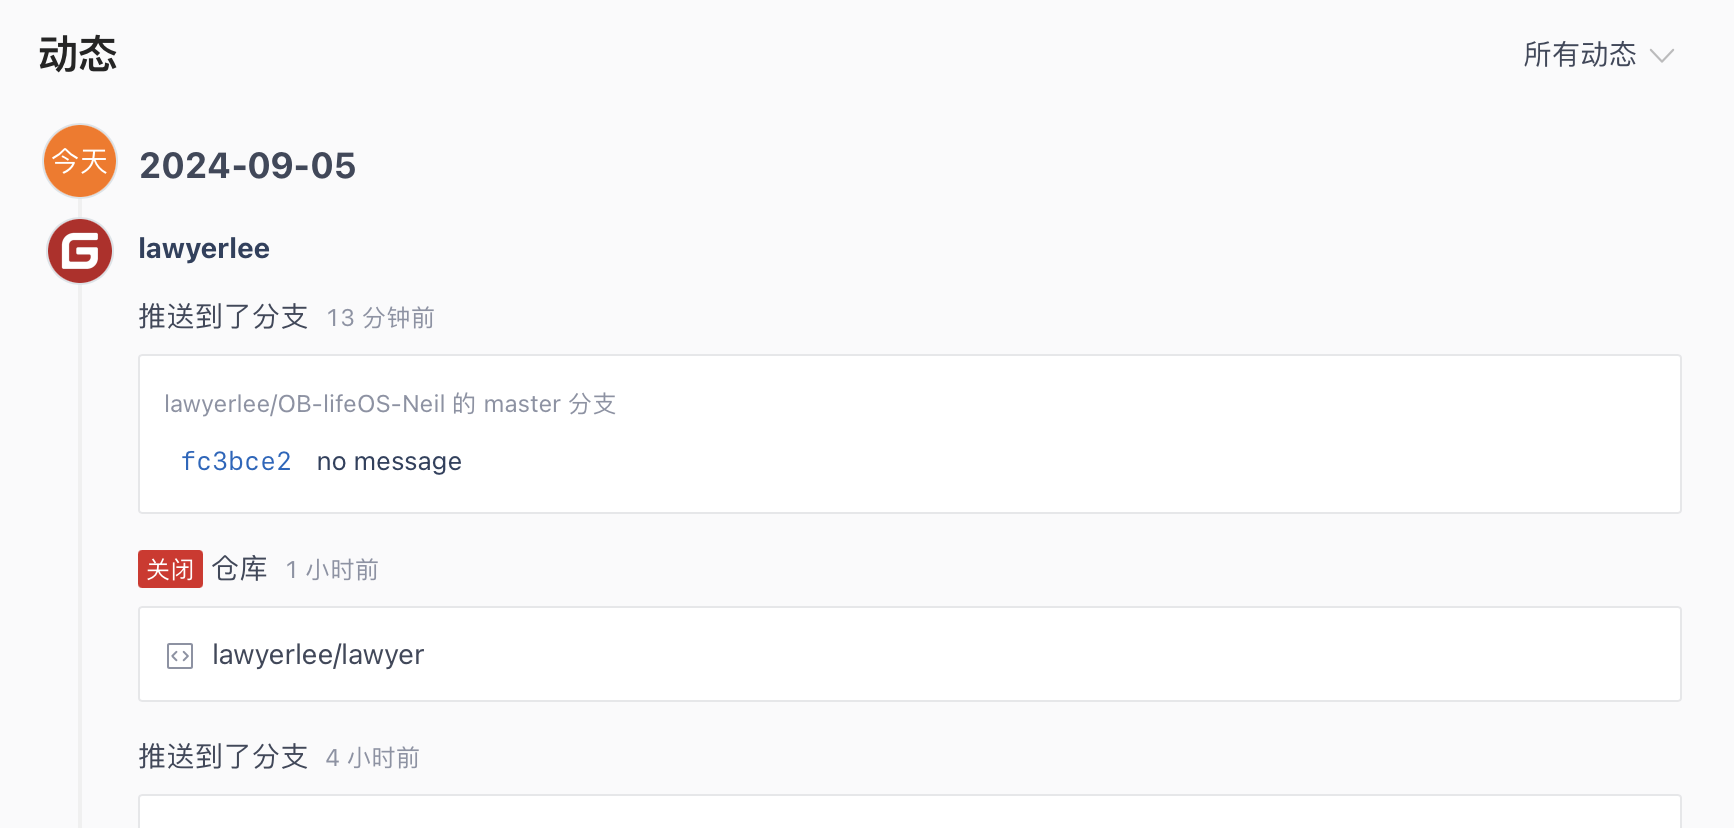 动态
所有动态
今天 2024-09-05
lawyerlee
推送到了分支 13 分钟前
lawyerlee/OB-lifeOS-Neil 的 master 分支
fc3bce2 no message
关闭 仓库 1 小时前
lawyerlee/lawyer
推送到了分支 4 小时前